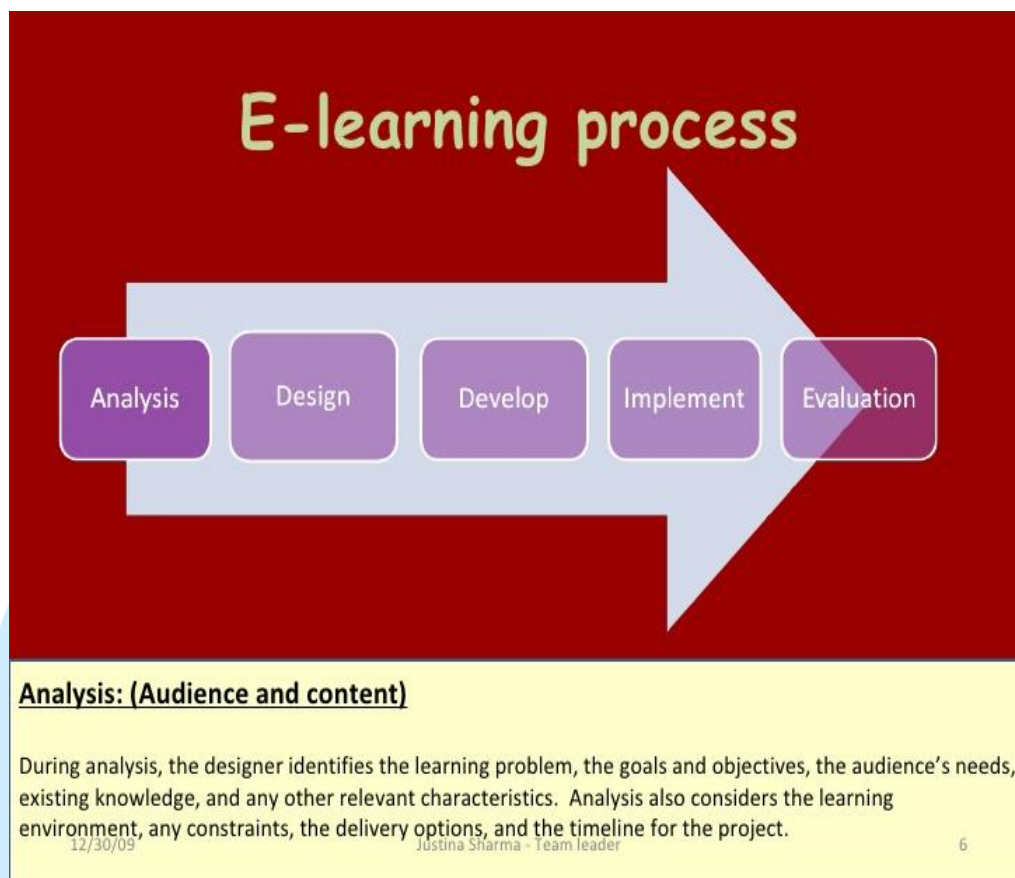 E-learning process
Analysis
Design
Develop
Implement
Evaluation
Analysis: (Audience and content)
During analysis, the designer identifies the learning problem, the goals and objectives, the audience's needs,
existing knowledge, and any other relevant characteristics.  Analysis also considers the learning
environment, any constraints, the delivery options, and the timeline for the project.
12/30/09
Justina Sharma - Team leader
6